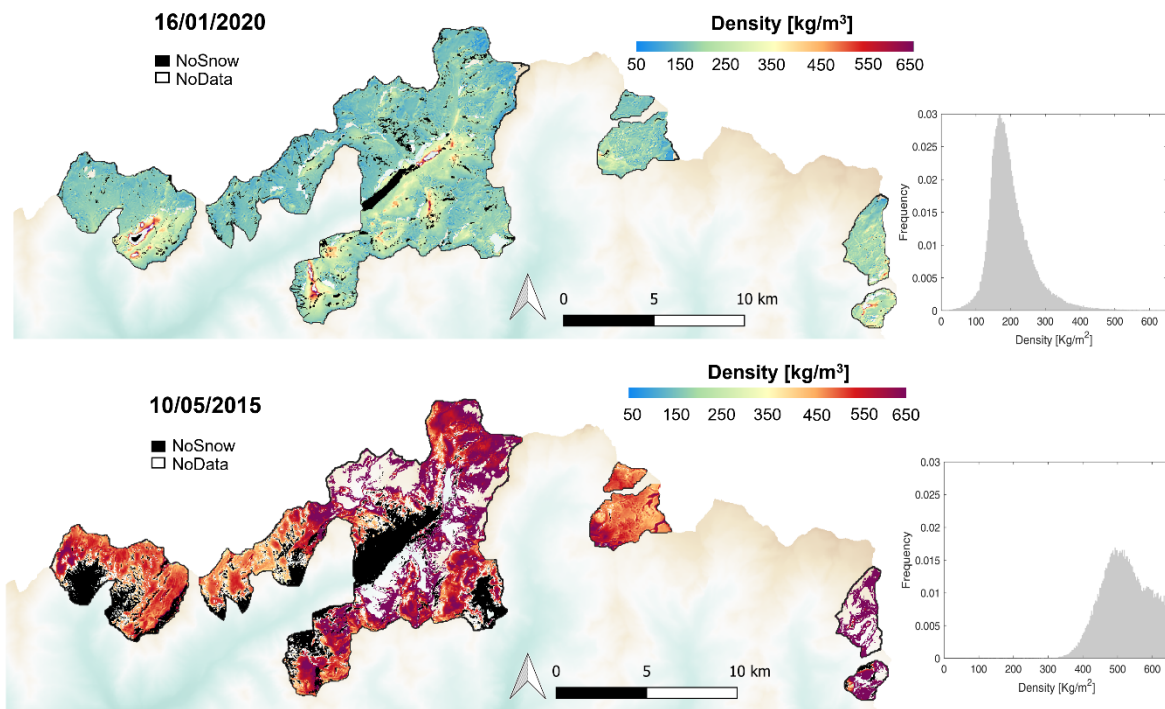 16/01/2020
NoSnow
NoData
Density [kg/m³]
50 150 250 350 450 550 650
0 5 10 km
0.03
0.025
0.02
0.015
0.01
0.005
0
Frequency
0 100 200 300 400 500 600
Density [Kg/m²]
10/05/2015
NoSnow
NoData
Density [kg/m³]
50 150 250 350 450 550 650
0 5 10 km
0.03
0.025
0.02
0.015
0.01
0.005
0
Frequency
0 100 200 300 400 500 600
Density [Kg/m²]